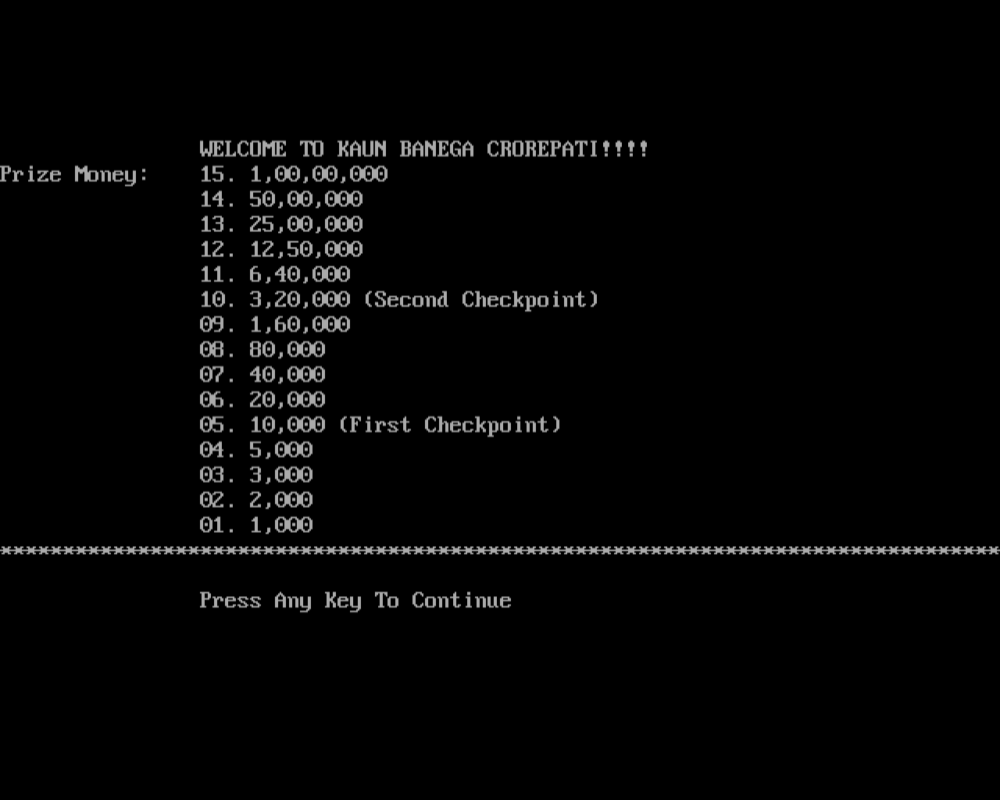 WELCOME TO KAUN BANEGA CROREPATI!!!!
Prize Money: 15. 1,00,00,000
14. 50,00,000
13. 25,00,000
12. 12,50,000
11. 6,40,000
10. 3,20,000 (Second Checkpoint)
09. 1,60,000
08. 80,000
07. 40,000
06. 20,000
05. 10,000 (First Checkpoint)
04. 5,000
03. 3,000
02. 2,000
01. 1,000
********************************************************************************
Press Any Key To Continue